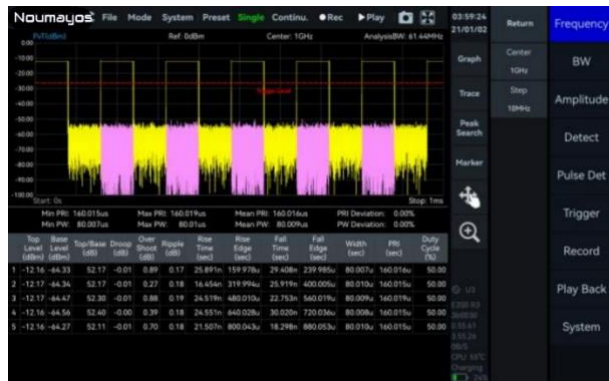 Noumayos File Mode System Preset Single Continu. Rec Play
PvT(dBm) Ref: 0dBm Center: 1GHz AnalysisBW: 61.44MHz
03:59:24
21/01/02
0.00
-10.00
-20.00
-30.00
Trigger Level
-40.00
-50.00
-60.00
-70.00
-80.00
-90.00
-100.00
Start: 0s Stop: 1ms
Min PRI: 160.015us Max PRI: 160.019us Mean PRI: 160.016us PRI Deviation: 0.00%
Min PW: 80.007us Max PW: 80.01us Mean PW: 80.009us PW Deviation: 0.00%
Top Level (dBm) Base Level (dBm) Top/Base (dB) Droop (dB) Over Shoot (dB) Ripple (dB) Rise Time (sec) Rise Edge (sec) Fall Time (sec) Fall Edge (sec) Width (sec) PRI (sec) Duty Cycle (%)
1 -12.16 -64.33 52.17 -0.01 0.89 0.17 25.891n 159.978u 29.408n 239.985u 80.007u 160.016u 50.00
2 -12.17 -64.34 52.17 -0.01 0.27 0.18 16.454n 319.994u 25.919n 400.005u 80.010u 160.015u 50.00
3 -12.17 -64.47 52.30 -0.01 0.88 0.19 24.519n 480.010u 22.753n 560.019u 80.009u 160.019u 50.00
4 -12.16 -64.56 52.40 -0.00 0.39 0.18 24.551n 640.028u 30.020n 720.036u 80.008u 160.015u 50.00
5 -12.16 -64.27 52.11 -0.01 0.70 0.18 21.507n 800.043u 18.298n 880.053u 80.010u 160.015u 50.00
Graph
Trace
Peak
Search
Marker
CPU: 59°C
Charging
Return
Center
1GHz
Step
10MHz
Frequency
BW
Amplitude
Detect
Pulse Det
Trigger
Record
Play Back
System